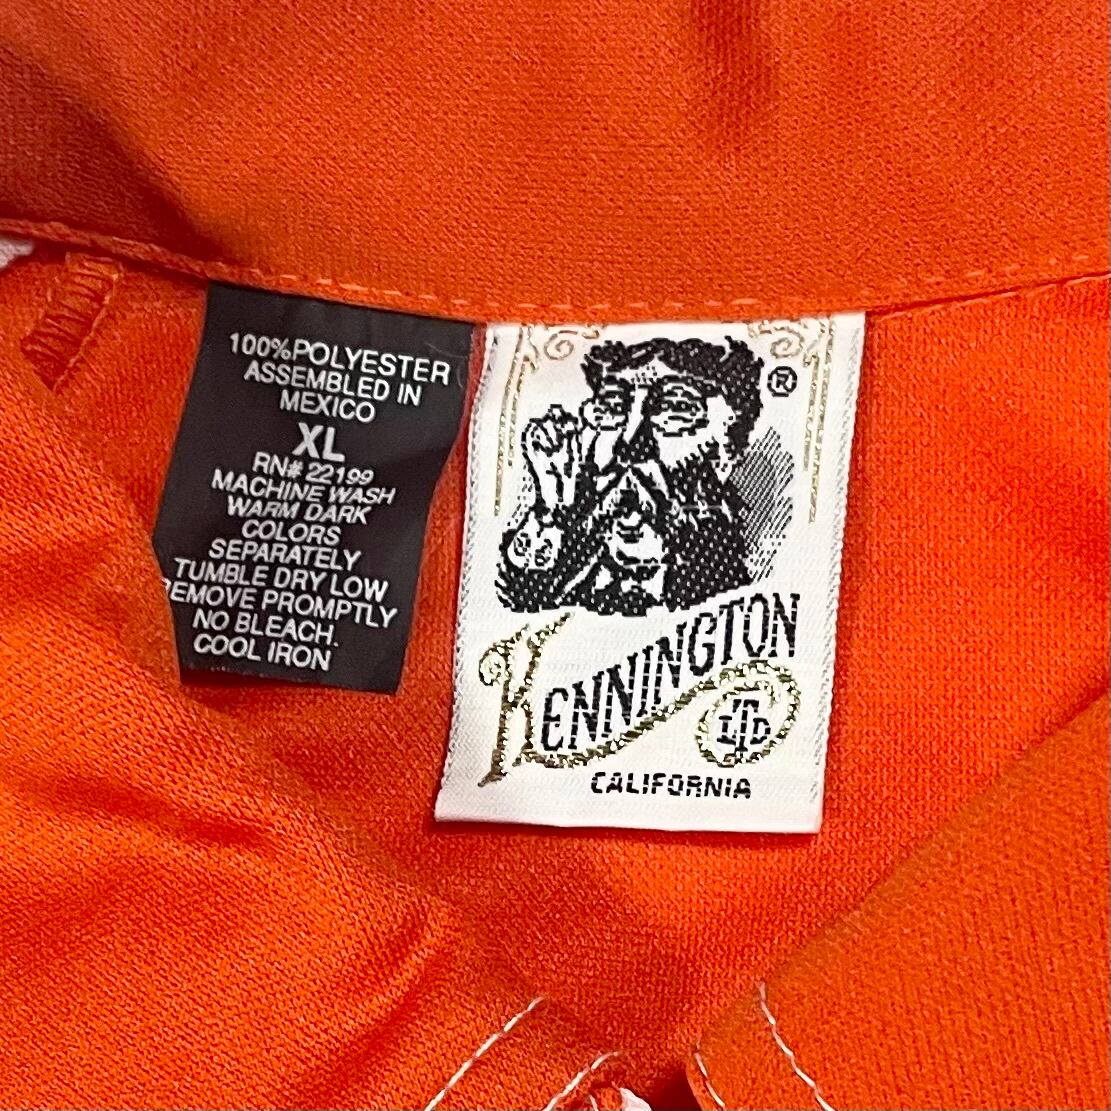 100%POLYESTER
ASSEMBLED IN
MEXICO
XL
RN# 22199
MACHINE WASH
WARM DARK
COLORS
SEPARATELY
TUMBLE DRY LOW
REMOVE PROMPTLY
NO BLEACH.
COOL IRON
®
KENNINGTON
LTD
CALIFORNIA